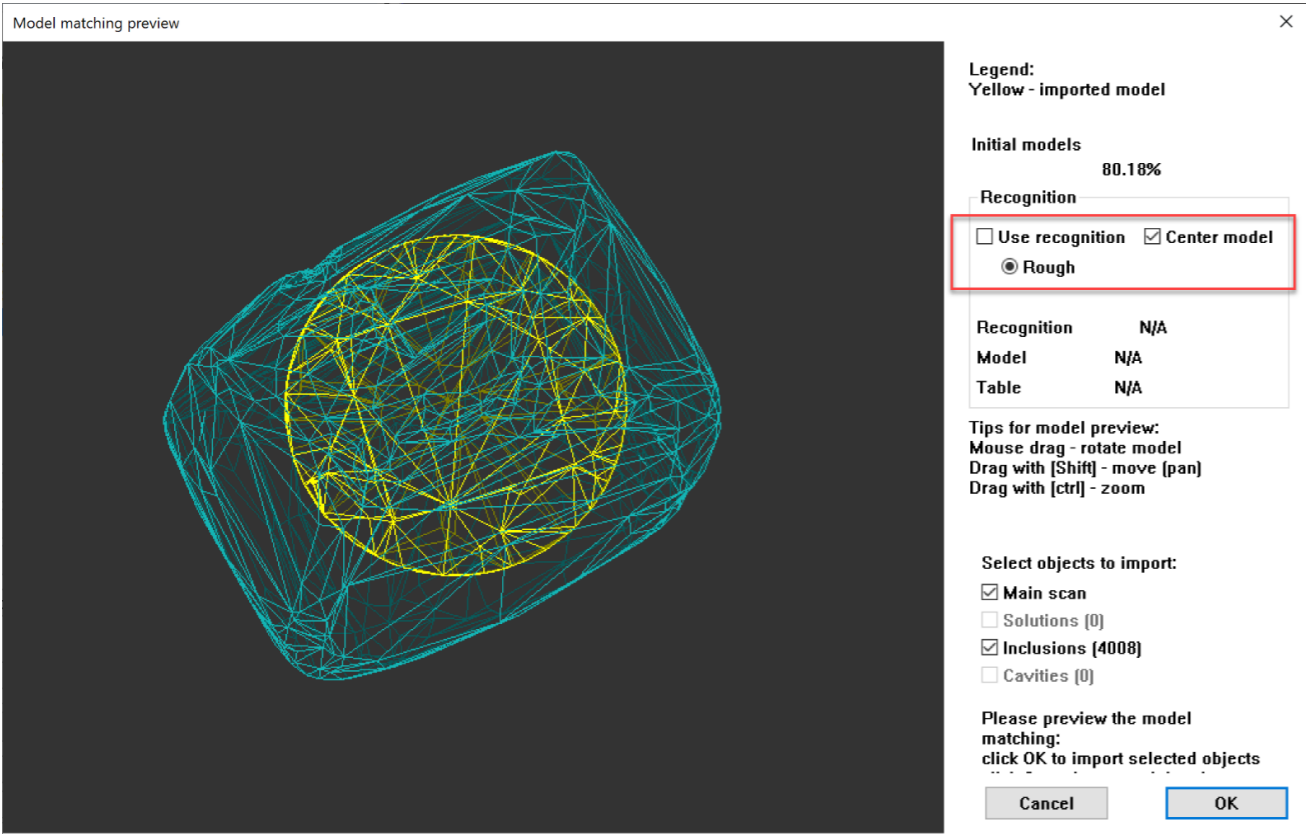 Model matching preview
Legend:
Yellow - imported model
Initial models
80.18%
Recognition
Use recognition Center model
Rough
Recognition N/A
Model N/A
Table N/A
Tips for model preview:
Mouse drag - rotate model
Drag with [Shift] - move (pan)
Drag with [ctrl] - zoom
Select objects to import:
Main scan
Solutions (0)
Inclusions (4008)
Cavities (0)
Please preview the model
matching:
click OK to import selected objects
Cancel OK